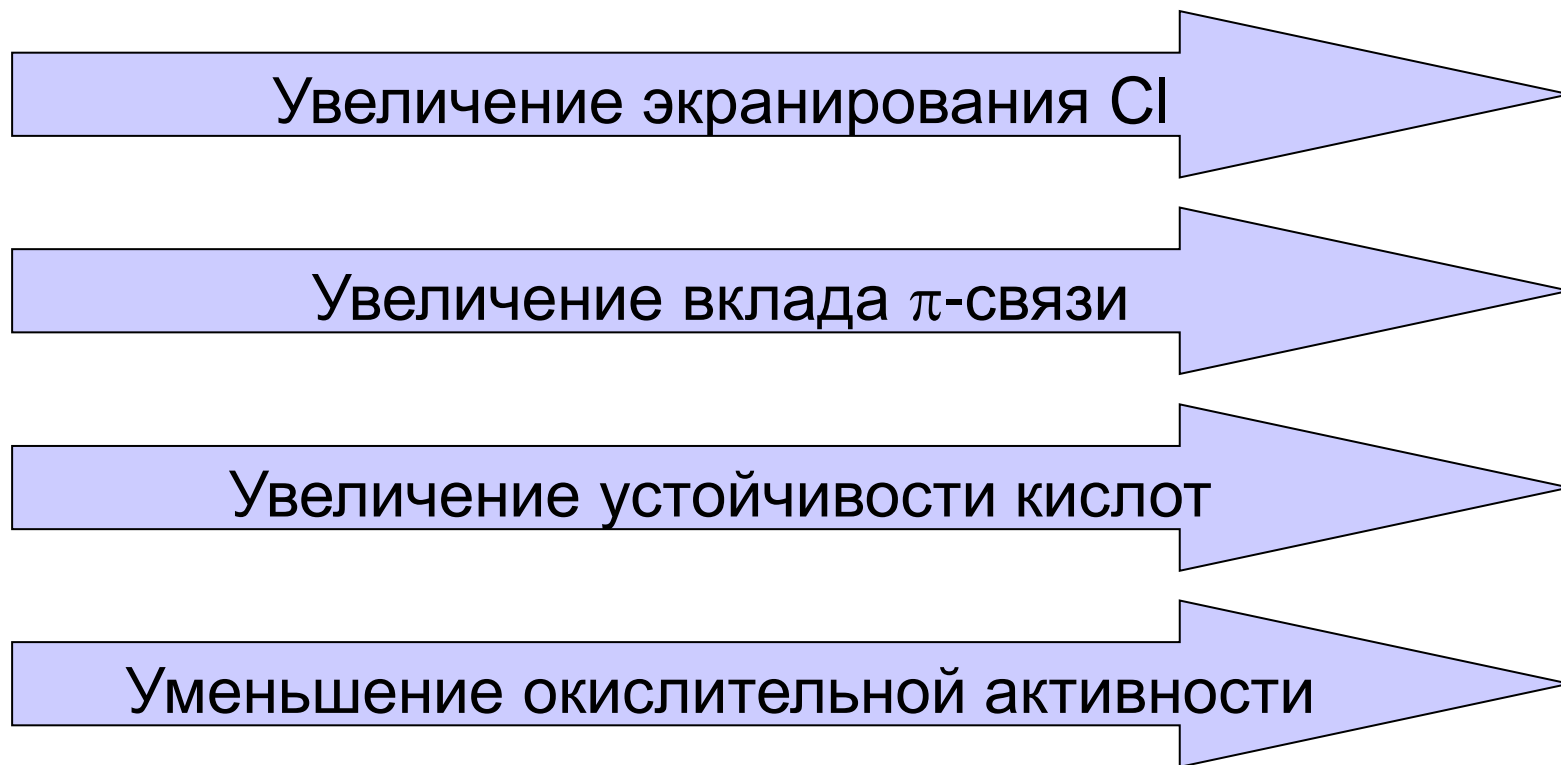 Увеличение экранирования Cl
Увеличение вклада π-связи
Увеличение устойчивости кислот
Уменьшение окислительной активности